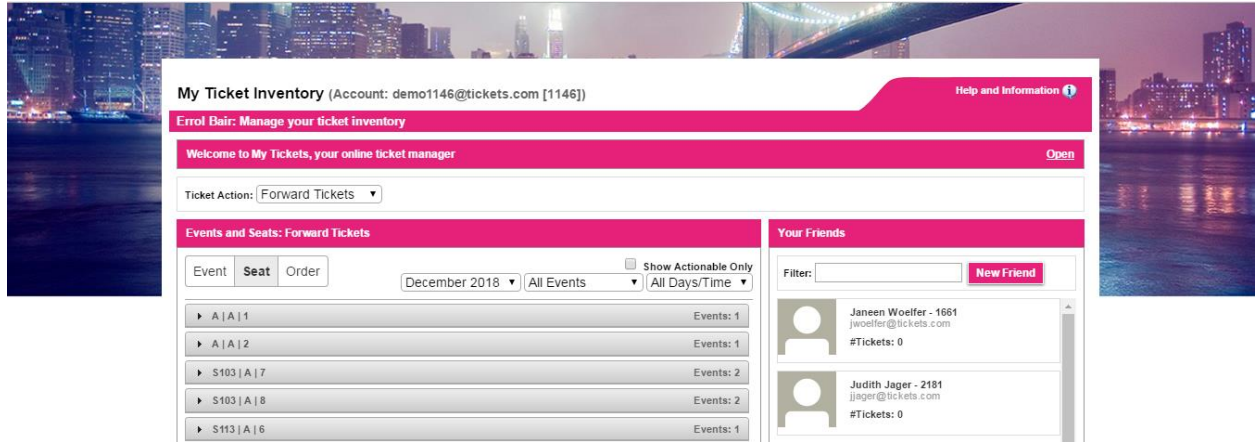 My Ticket Inventory (Account: demo1146@tickets.com [1146])
Help and Information
Errol Bair: Manage your ticket inventory
Welcome to My Tickets, your online ticket manager
Open
Ticket Action: Forward Tickets
Events and Seats: Forward Tickets
Event Seat Order
Show Actionable Only
December 2018 All Events All Days/Time
A | A | 1 Events: 1
A | A | 2 Events: 1
S103 | A | 7 Events: 2
S103 | A | 8 Events: 2
S113 | A | 6 Events: 1
Your Friends
Filter: New Friend
Janeen Woelfer - 1661
jwoelfer@tickets.com
#Tickets: 0
Judith Jager - 2181
jjager@tickets.com
#Tickets: 0